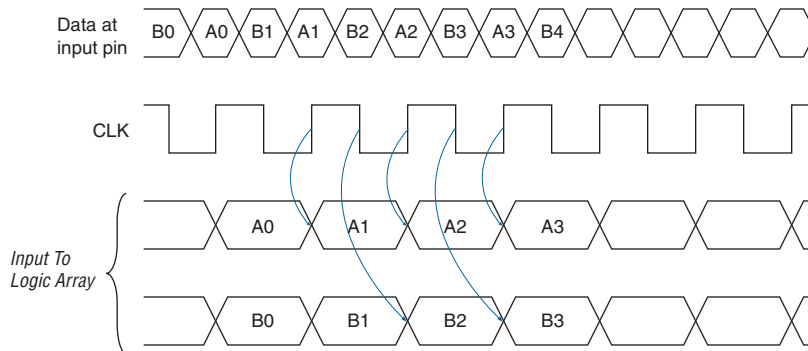 Data at
input pin
B0 A0 B1 A1 B2 A2 B3 A3 B4
CLK
A0 A1 A2 A3
Input To
Logic Array
B0 B1 B2 B3